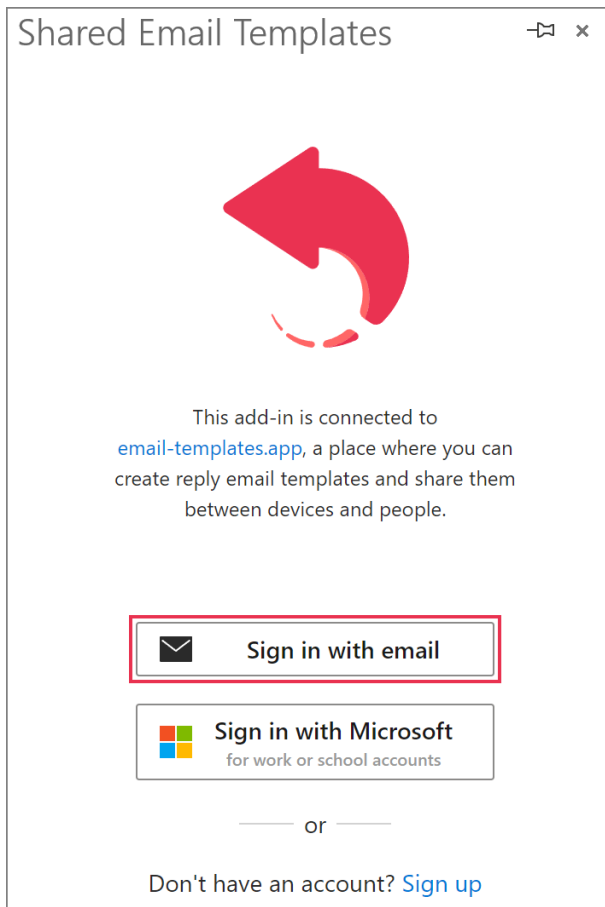 Shared Email Templates
This add-in is connected to
email-templates.app, a place where you can
create reply email templates and share them
between devices and people.
Sign in with email
Sign in with Microsoft
for work or school accounts
or
Don't have an account? Sign up